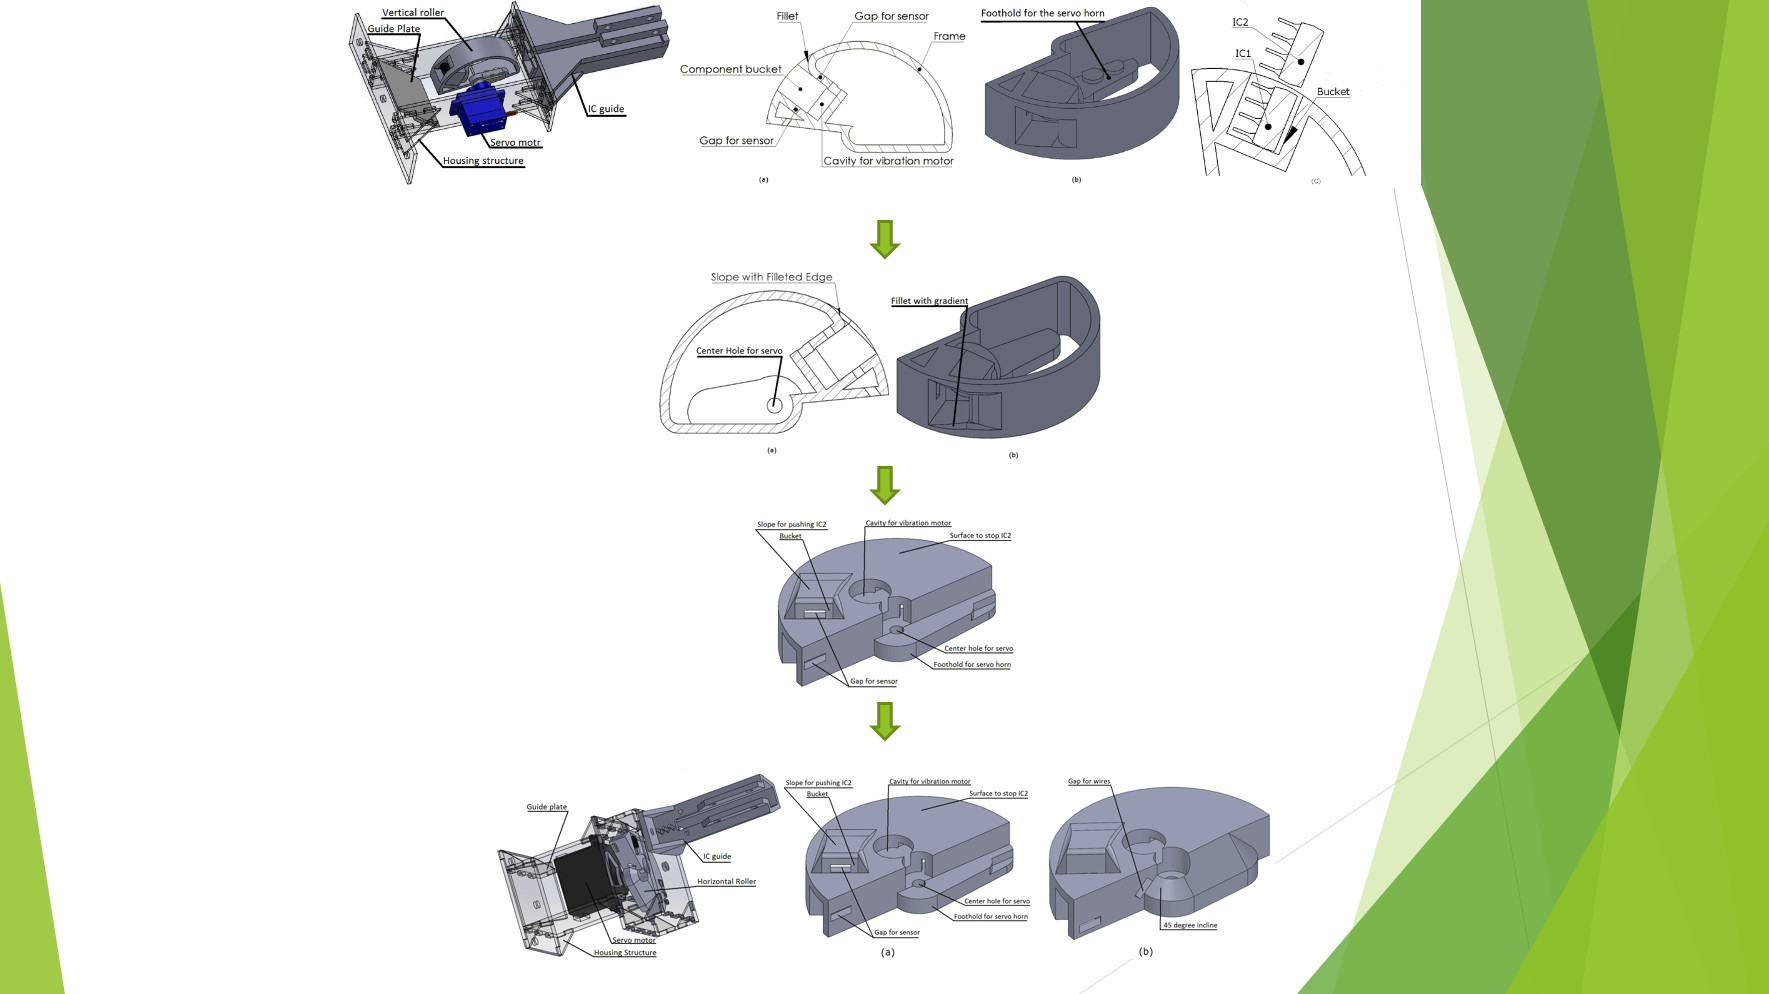 Vertical roller
Guide Plate
IC guide
Servo motr
Housing structure
Fillet
Gap for sensor
Frame
Component bucket
Gap for sensor
Cavity for vibration motor
(a)
Foothold for the servo horn
(b)
IC2
IC1
Bucket
(C)
Slope with Filleted Edge
Center Hole for servo
(a)
Fillet with gradient
(b)
Slope for pushing IC2
Bucket
Cavity for vibration motor
Surface to stop IC2
Center hole for servo
Foothold for servo horn
Gap for sensor
Guide plate
IC guide
Horizontal Roller
Servo motor
Housing Structure
Slope for pushing IC2
Bucket
Cavity for vibration motor
Surface to stop IC2
Center hole for servo
Foothold for servo horn
Gap for sensor
(a)
Gap for wires
45 degree incline
(b)